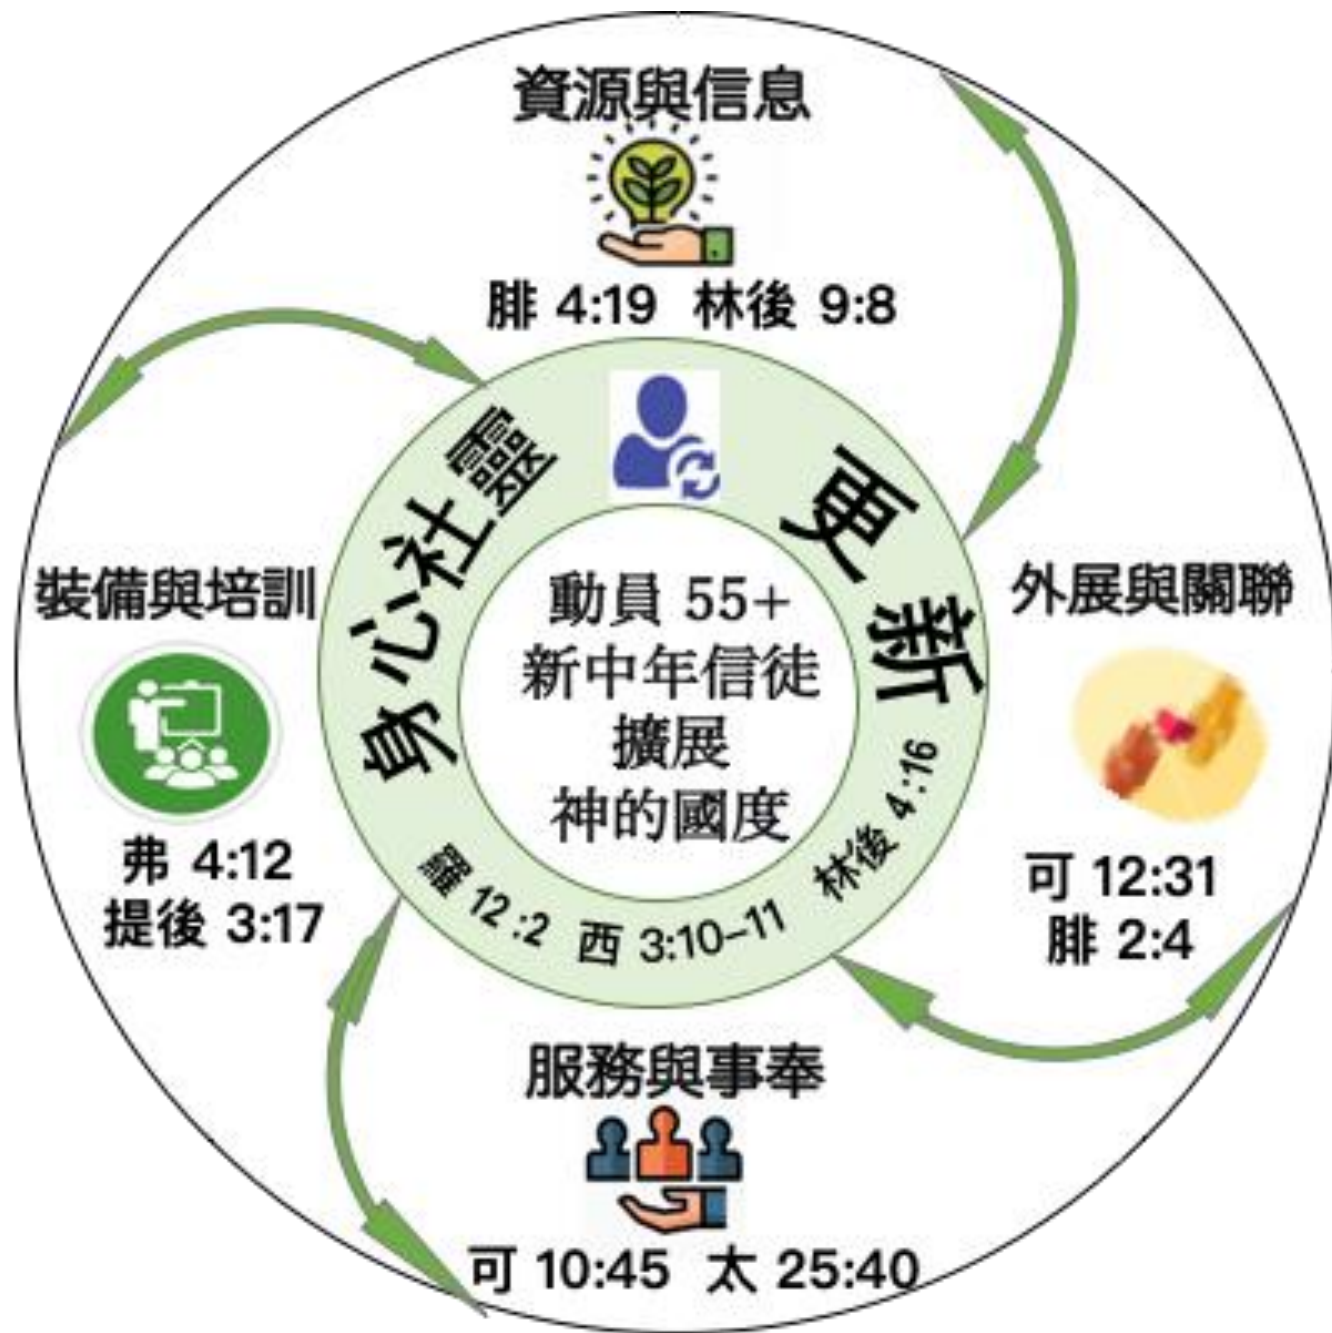 資源與信息
腓 4:19 林後 9:8
身心社靈
更新
動員 55+
新中年信徒
擴展
神的國度
羅 12:2 西 3:10-11 林後 4:16
裝備與培訓
弗 4:12
提後 3:17
外展與關聯
可 12:31
腓 2:4
服務與事奉
可 10:45 太 25:40